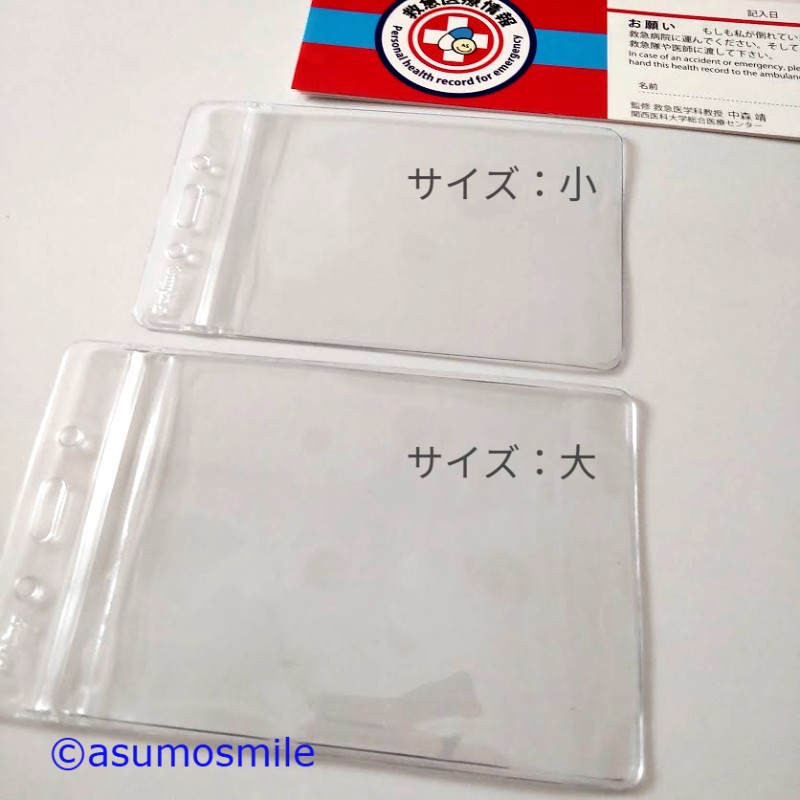 救急医療情報
Personal health record for emergency
記入日
お願い もしも私が倒れてい
救急病院に運んでください。そして
救急隊や医師に渡して下さい。
In case of an accident or emergency, ple
hand this health record to the ambulan
名前
監修 救急医学科教授 中森 靖
関西医科大学総合医療センター
サイズ：小
サイズ：大
©asumosmile